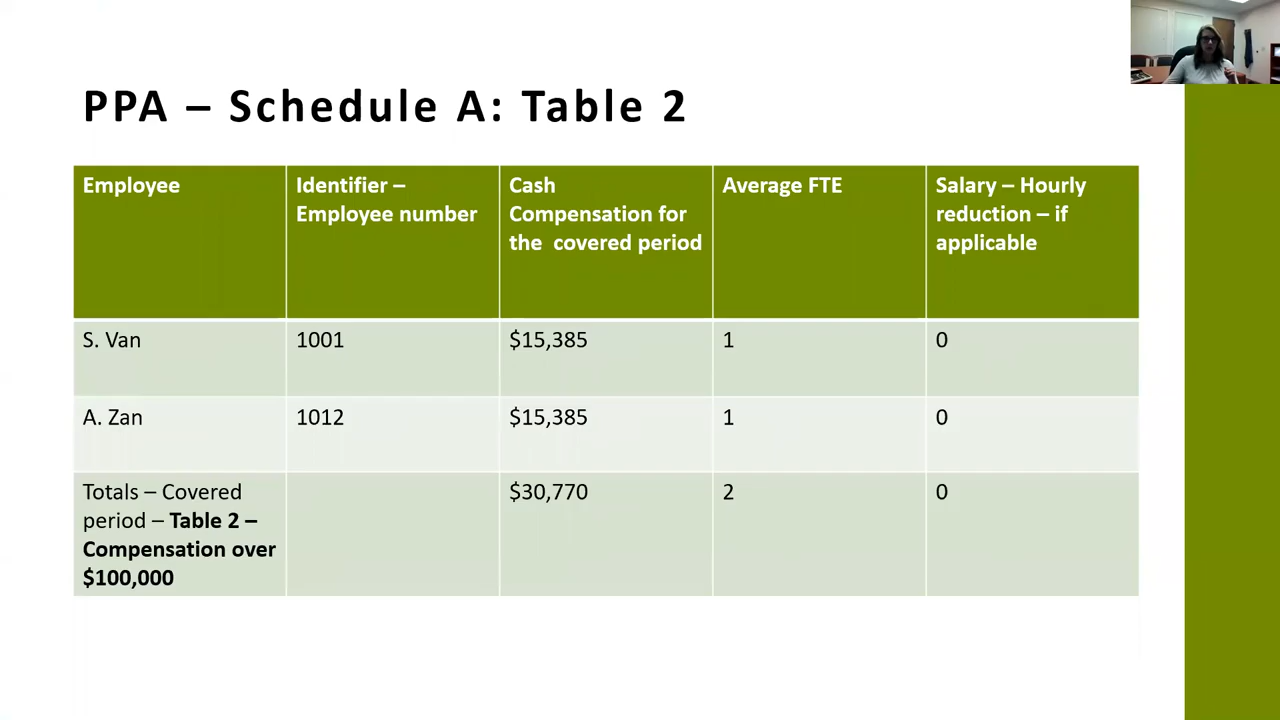 PPA – Schedule A: Table 2
Employee
Identifier –
Employee number
Cash
Compensation for
the covered period
Average FTE
Salary – Hourly
reduction – if
applicable
S. Van
1001
$15,385
1
0
A. Zan
1012
$15,385
1
0
Totals – Covered
period – Table 2 –
Compensation over
$100,000
$30,770
2
0